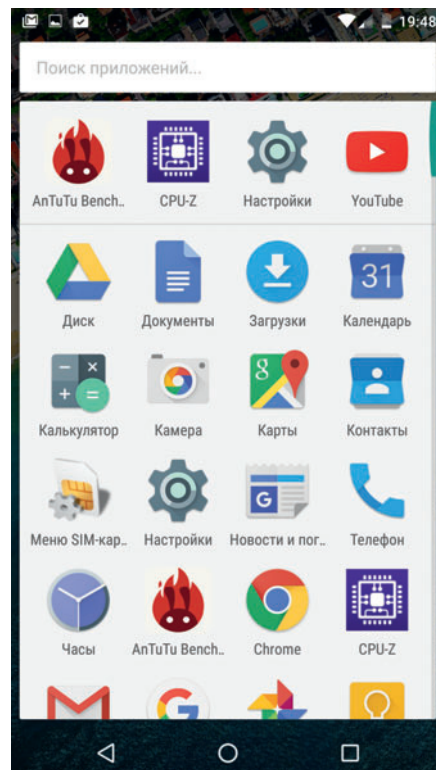 19:48
Поиск приложений...
AnTuTu Bench..
CPU-Z
Настройки
YouTube
31
Диск
Документы
Загрузки
Календарь
Калькулятор
Камера
Карты
Контакты
Меню SIM-кар..
Настройки
Новости и пог..
Телефон
Часы
AnTuTu Bench..
Chrome
CPU-Z